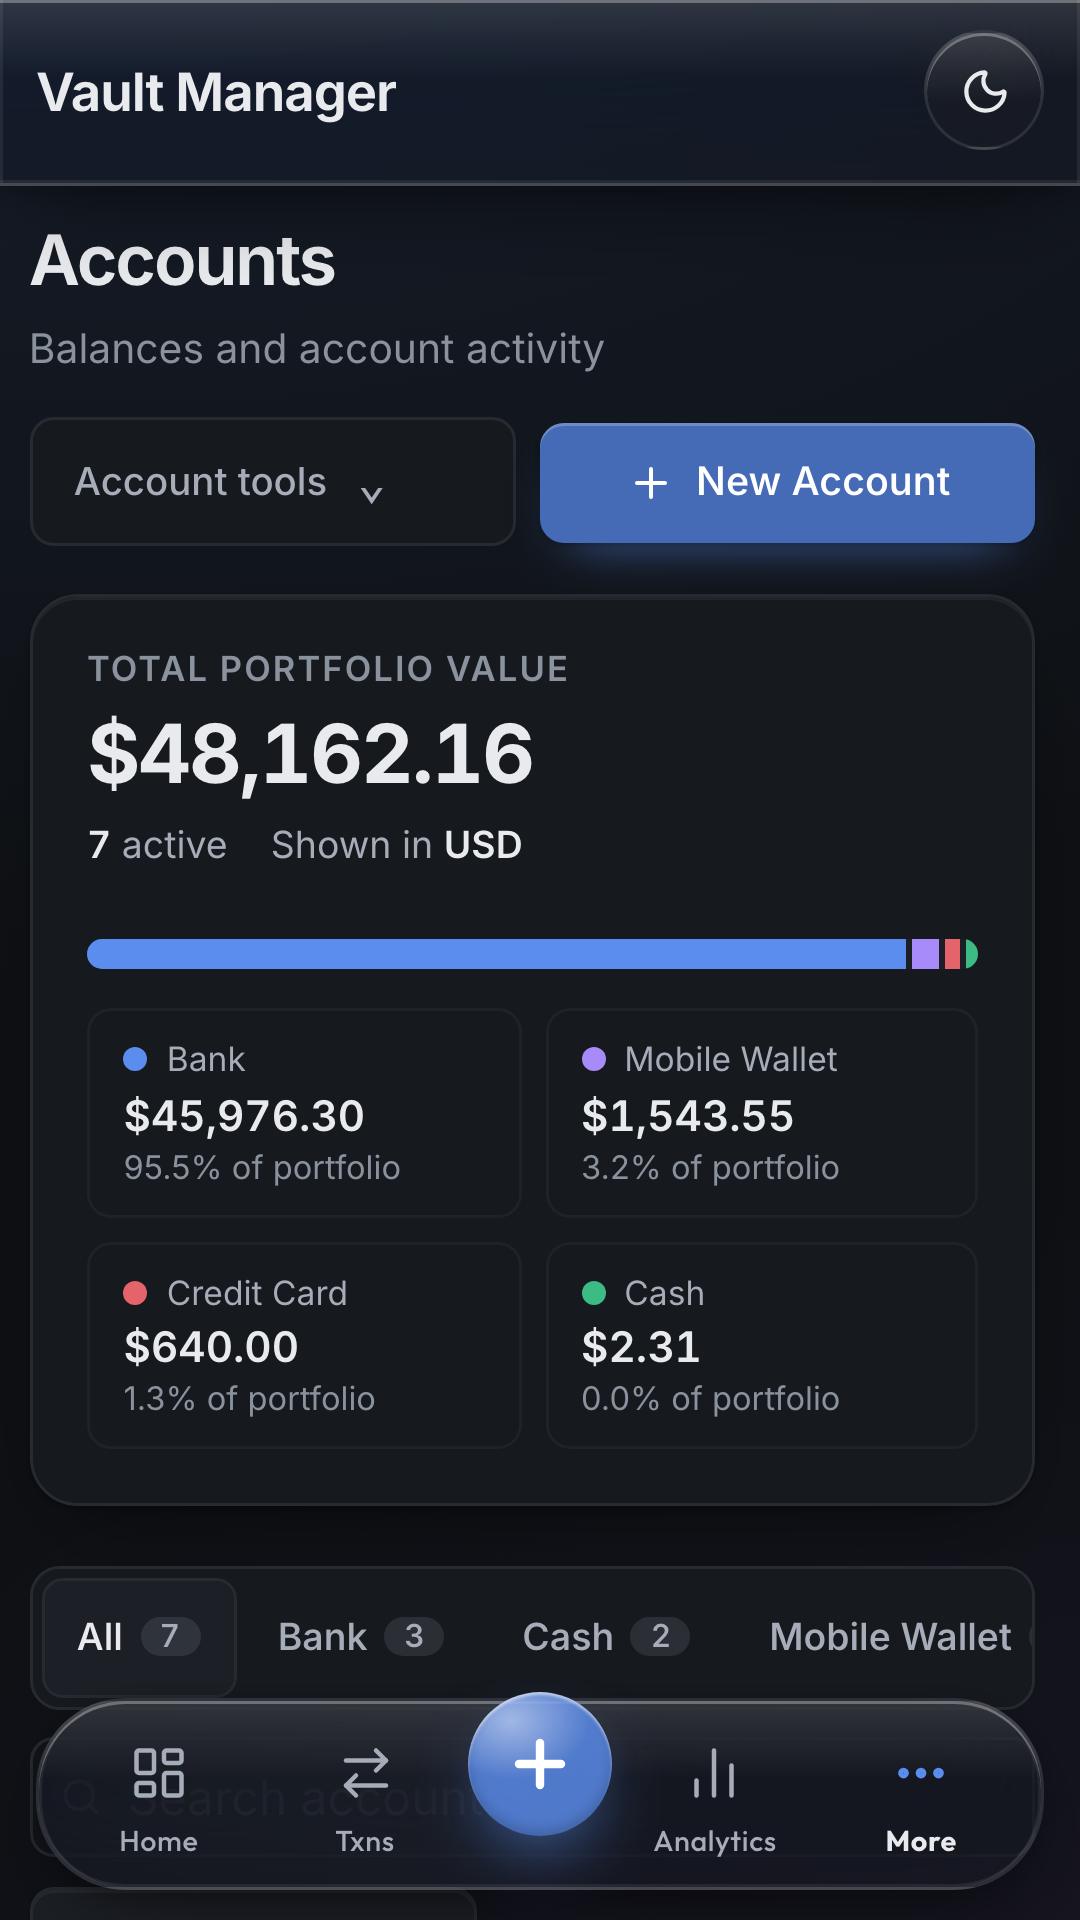 Vault Manager
Accounts
Balances and account activity
Account tools
New Account
TOTAL PORTFOLIO VALUE
$48,162.16
7 active Shown in USD
Bank
$45,976.30
95.5% of portfolio
Mobile Wallet
$1,543.55
3.2% of portfolio
Credit Card
$640.00
1.3% of portfolio
Cash
$2.31
0.0% of portfolio
All 7 Bank 3 Cash 2 Mobile Wallet
Search account
Home Txns Analytics More